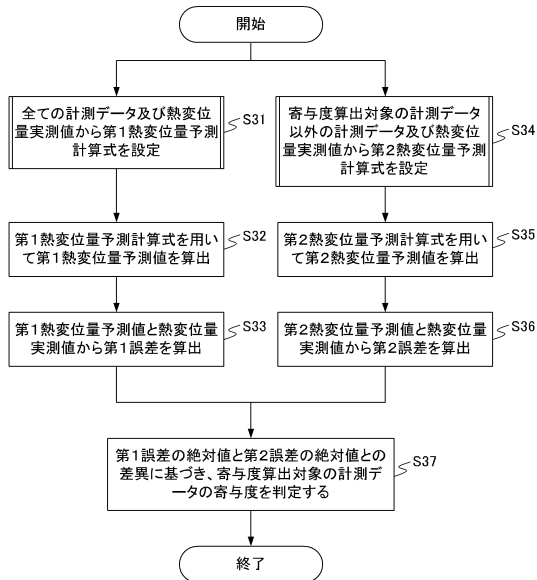 開始
全ての計測データ及び熱変位
量実測値から第1熱変位量予測
計算式を設定
S31
第1熱変位量予測計算式を用い
て第1熱変位量予測値を算出
S32
第1熱変位量予測値と熱変位量
実測値から第1誤差を算出
S33
寄与度算出対象の計測データ
以外の計測データ及び熱変位
量実測値から第2熱変位量予測
計算式を設定
S34
第2熱変位量予測計算式を用い
て第2熱変位量予測値を算出
S35
第2熱変位量予測値と熱変位量
実測値から第2誤差を算出
S36
第1誤差の絶対値と第2誤差の絶対値との
差異に基づき、寄与度算出対象の計測デー
タの寄与度を判定する
S37
終了